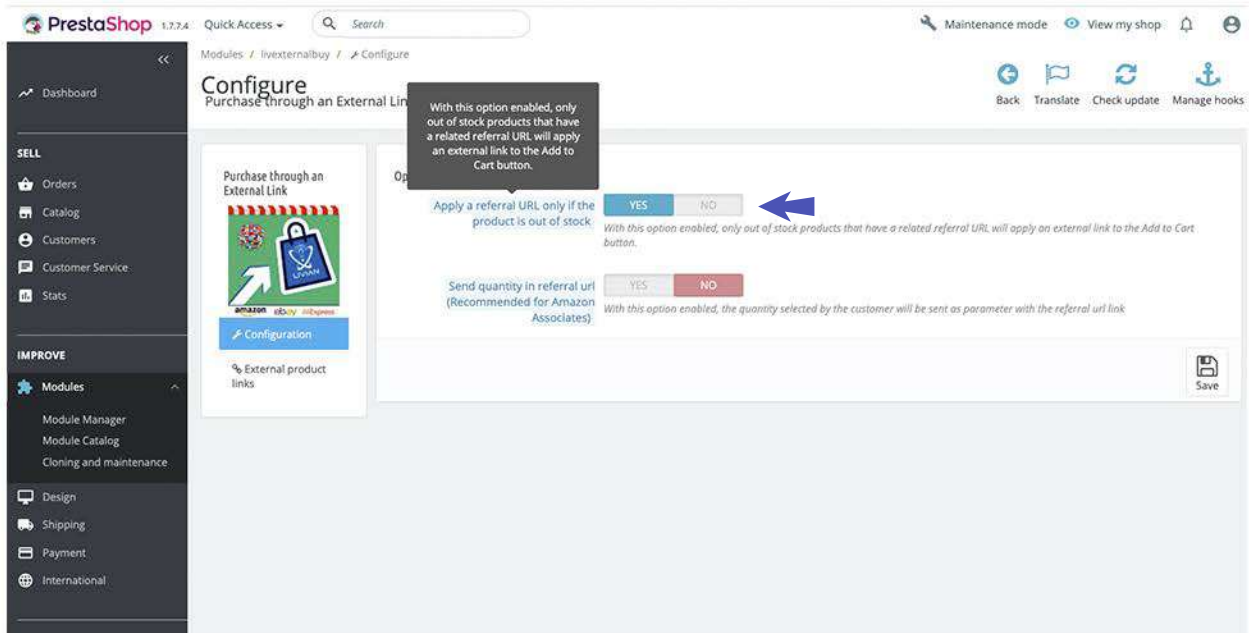 PrestaShop 1.7.7.4 Quick Access Search Maintenance mode View my shop
Modules / livexternalbuy / Configure
Configure
Purchase through an External Lin
Back Translate Check update Manage hooks
Dashboard
SELL
Orders
Catalog
Customers
Customer Service
Stats
IMPROVE
Modules
Module Manager
Module Catalog
Cloning and maintenance
Design
Shipping
Payment
International
Purchase through an
External Link
LIVIAN
amazon ebay AliExpress
Configuration
External product
links
With this option enabled, only
out of stock products that have
a related referral URL will apply
an external link to the Add to
Cart button.
Op
Apply a referral URL only if the
product is out of stock
YES NO
With this option enabled, only out of stock products that have a related referral URL will apply an external link to the Add to Cart
button.
Send quantity in referral url
(Recommended for Amazon
Associates)
YES NO
With this option enabled, the quantity selected by the customer will be sent as parameter with the referral url link
Save